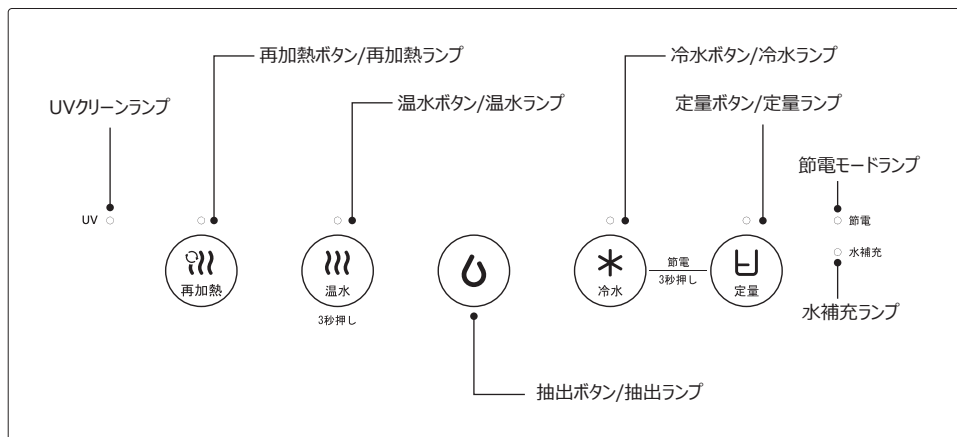 再加熱ボタン/再加熱ランプ
冷水ボタン/冷水ランプ
UVクリーンランプ
温水ボタン/温水ランプ
定量ボタン/定量ランプ
節電モードランプ
UV
節電
水補充
再加熱
温水
3秒押し
冷水
節電
3秒押し
定量
水補充ランプ
抽出ボタン/抽出ランプ